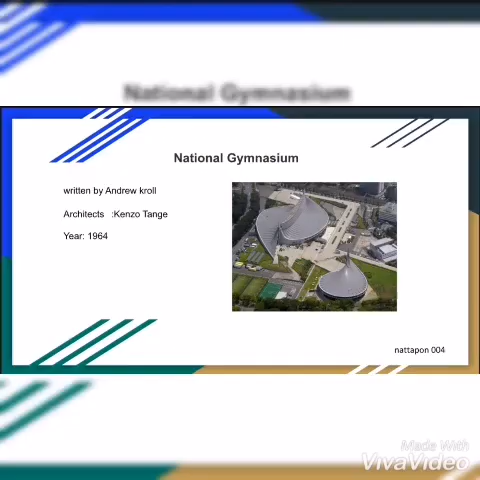 National Gymnasium
National Gymnasium
written by Andrew kroll
Architects :Kenzo Tange
Year: 1964
nattapon 004
Made With
VivaVideo